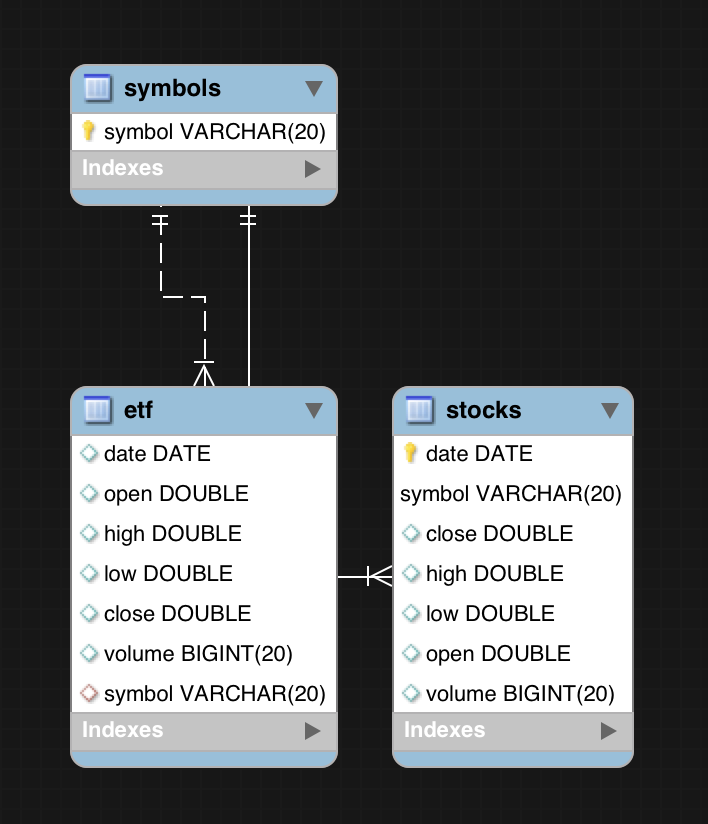 symbols
symbol VARCHAR(20)
Indexes
etf
date DATE
open DOUBLE
high DOUBLE
low DOUBLE
close DOUBLE
volume BIGINT(20)
symbol VARCHAR(20)
Indexes
stocks
date DATE
symbol VARCHAR(20)
close DOUBLE
high DOUBLE
low DOUBLE
open DOUBLE
volume BIGINT(20)
Indexes